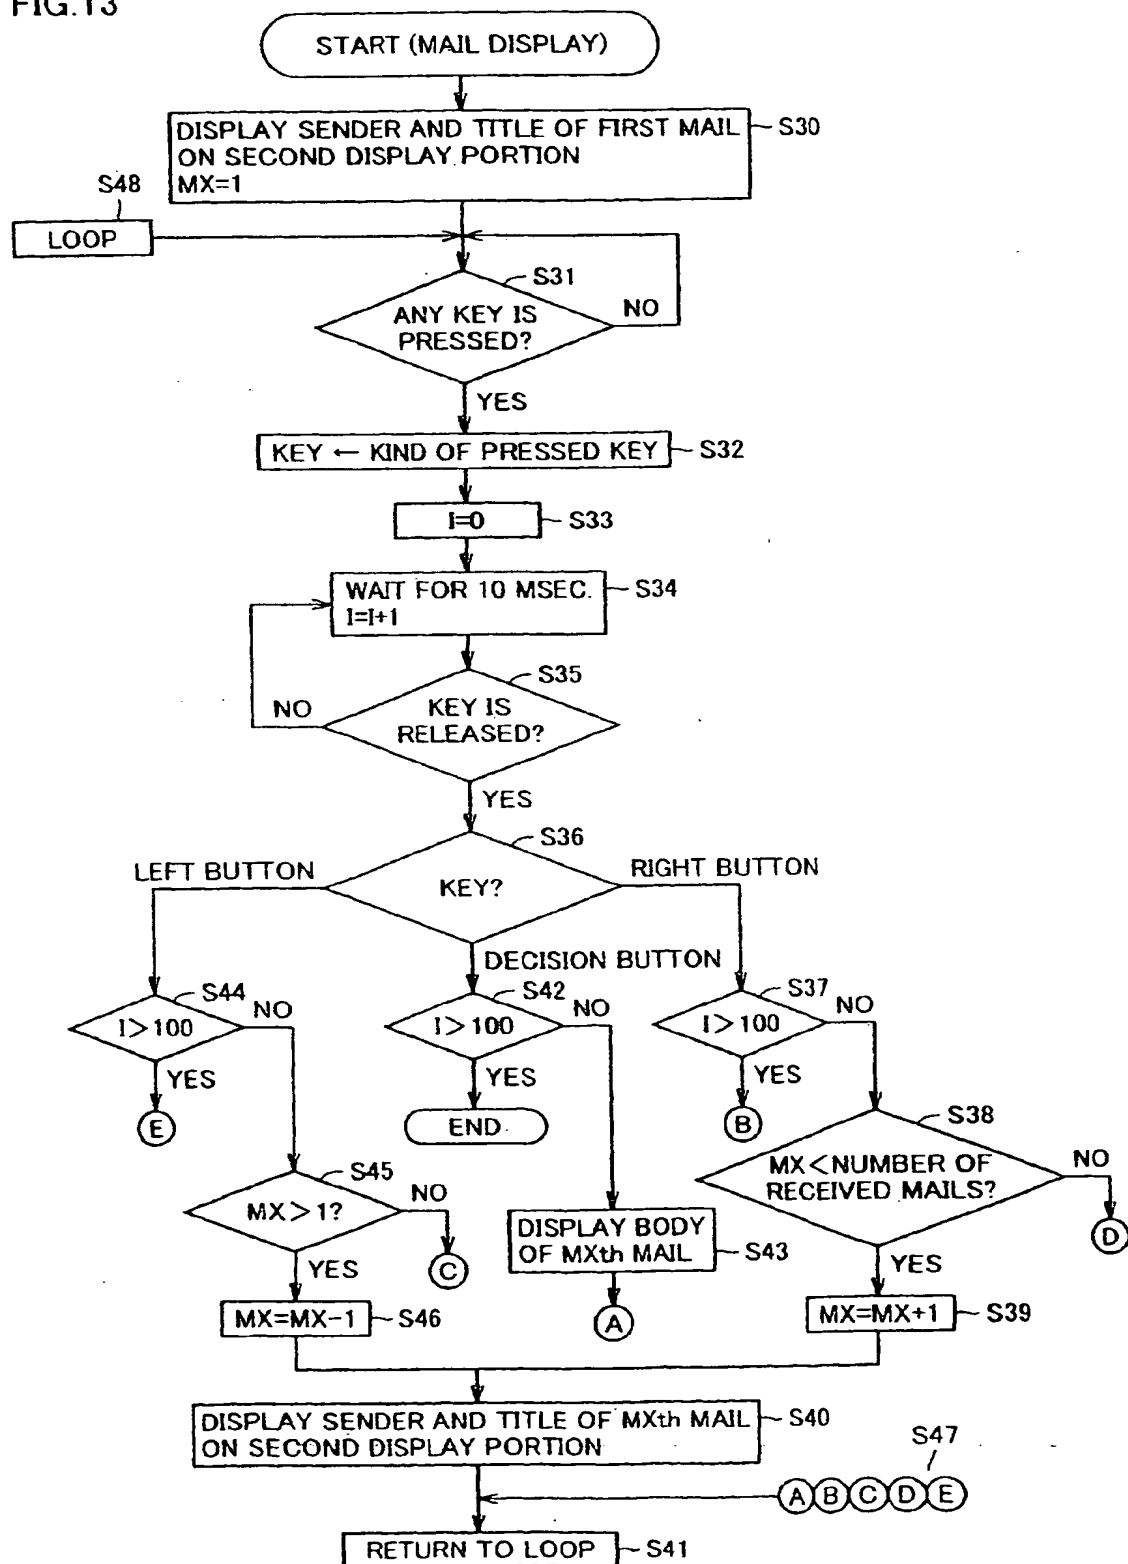 FIG.13
START (MAIL DISPLAY)
DISPLAY SENDER AND TITLE OF FIRST MAIL
ON SECOND DISPLAY PORTION
MX=1
S30
S48
LOOP
S31
ANY KEY IS
PRESSED?
NO
YES
KEY ← KIND OF PRESSED KEY
S32
I=0
S33
WAIT FOR 10 MSEC.
I=I+1
S34
S35
KEY IS
RELEASED?
NO
YES
S36
LEFT BUTTON
KEY?
RIGHT BUTTON
DECISION BUTTON
S44
I>100
NO
YES
E
S42
I>100
NO
YES
END
S37
I>100
NO
YES
B
S38
MX<NUMBER OF
RECEIVED MAILS?
NO
D
YES
S45
MX>1?
NO
C
YES
DISPLAY BODY
OF MXth MAIL
S43
A
MX=MX-1
S46
MX=MX+1
S39
DISPLAY SENDER AND TITLE OF MXth MAIL
ON SECOND DISPLAY PORTION
S40
S47
A B C D E
RETURN TO LOOP
S41